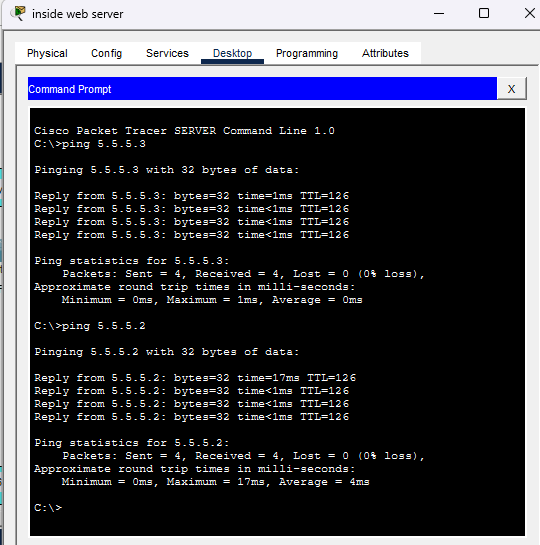 inside web server
Physical Config Services Desktop Programming Attributes
Command Prompt
X
Cisco Packet Tracer SERVER Command Line 1.0
C:\>ping 5.5.5.3
Pinging 5.5.5.3 with 32 bytes of data:
Reply from 5.5.5.3: bytes=32 time=1ms TTL=126
Reply from 5.5.5.3: bytes=32 time<1ms TTL=126
Reply from 5.5.5.3: bytes=32 time<1ms TTL=126
Reply from 5.5.5.3: bytes=32 time<1ms TTL=126
Ping statistics for 5.5.5.3:
Packets: Sent = 4, Received = 4, Lost = 0 (0% loss),
Approximate round trip times in milli-seconds:
Minimum = 0ms, Maximum = 1ms, Average = 0ms
C:\>ping 5.5.5.2
Pinging 5.5.5.2 with 32 bytes of data:
Reply from 5.5.5.2: bytes=32 time=17ms TTL=126
Reply from 5.5.5.2: bytes=32 time<1ms TTL=126
Reply from 5.5.5.2: bytes=32 time<1ms TTL=126
Reply from 5.5.5.2: bytes=32 time<1ms TTL=126
Ping statistics for 5.5.5.2:
Packets: Sent = 4, Received = 4, Lost = 0 (0% loss),
Approximate round trip times in milli-seconds:
Minimum = 0ms, Maximum = 17ms, Average = 4ms
C:\>